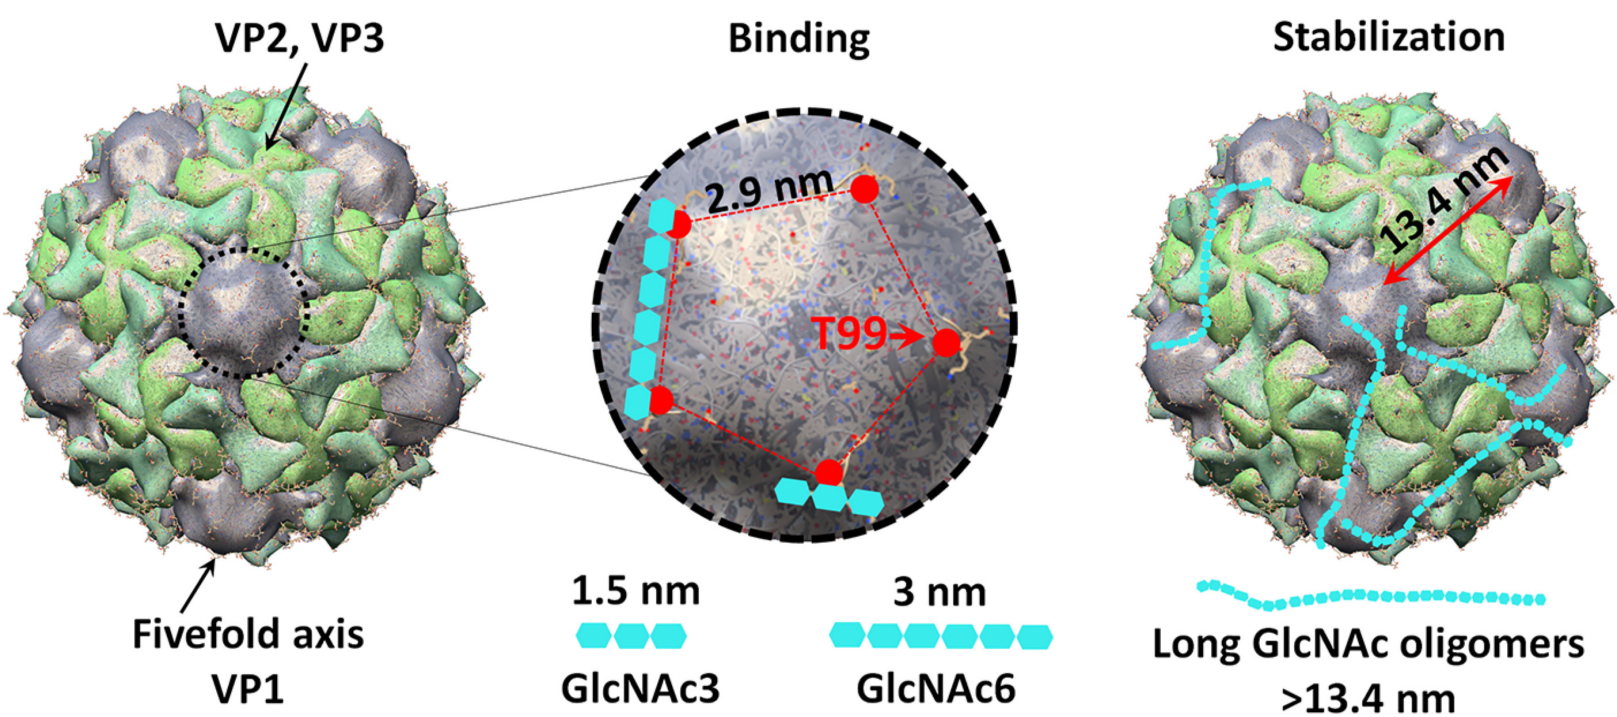 VP2, VP3
Fivefold axis
VP1
Binding
2.9 nm
T99
1.5 nm
GlcNAc3
3 nm
GlcNAc6
Stabilization
13.4 nm
Long GlcNAc oligomers
>13.4 nm